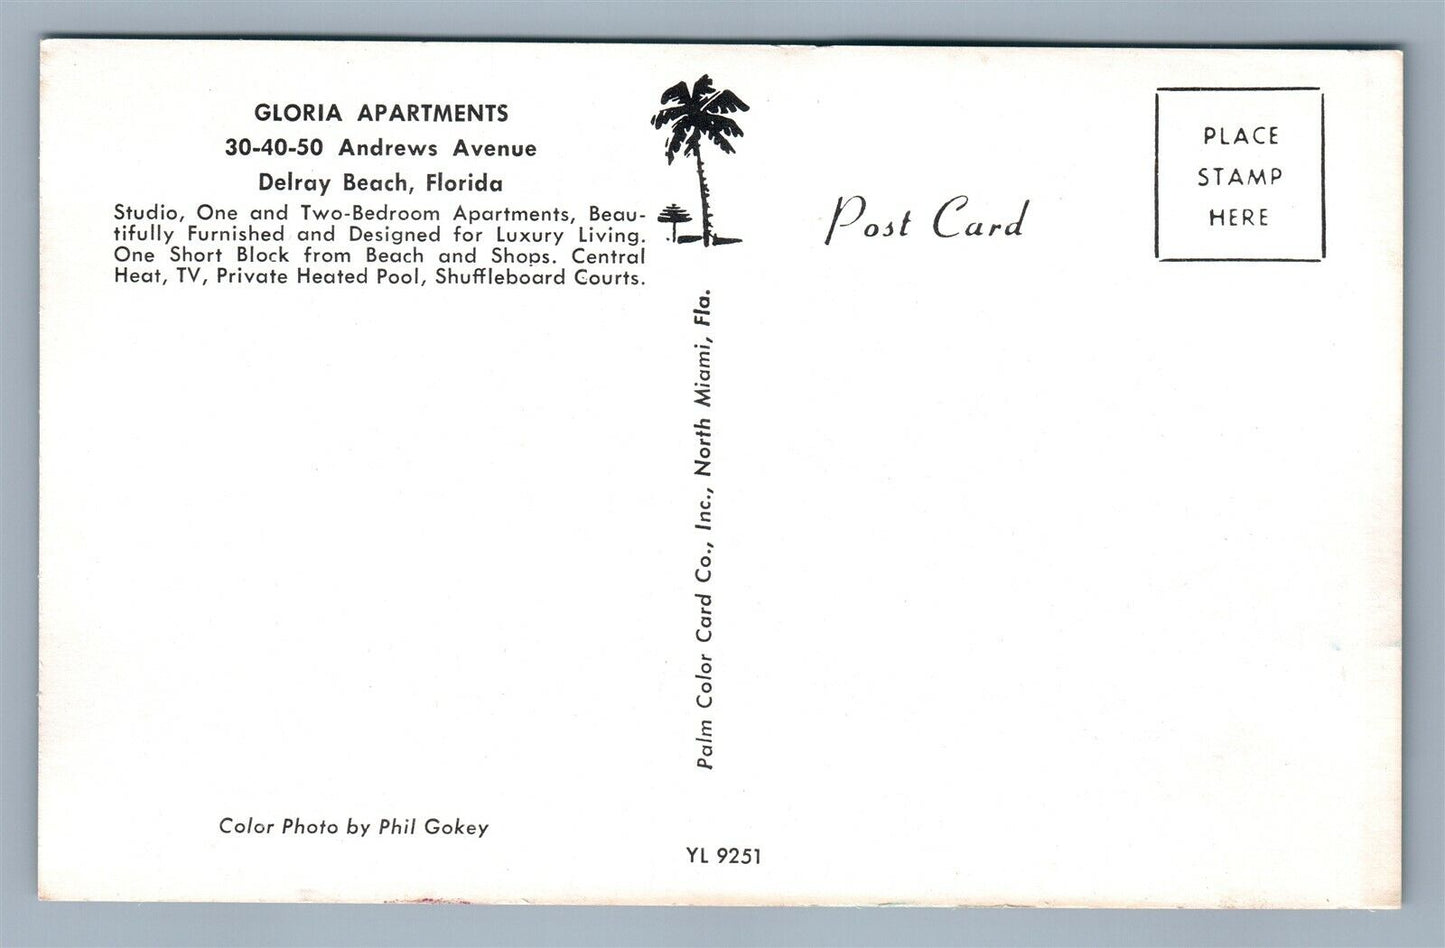 GLORIA APARTMENTS
30-40-50 Andrews Avenue
Delray Beach, Florida
Studio, One and Two-Bedroom Apartments, Beau-
tifully Furnished and Designed for Luxury Living.
One Short Block from Beach and Shops. Central
Heat, TV, Private Heated Pool, Shuffleboard Courts.
Color Photo by Phil Gokey
Palm Color Card Co., Inc., North Miami, Fla.
YL 9251
Post Card
PLACE
STAMP
HERE